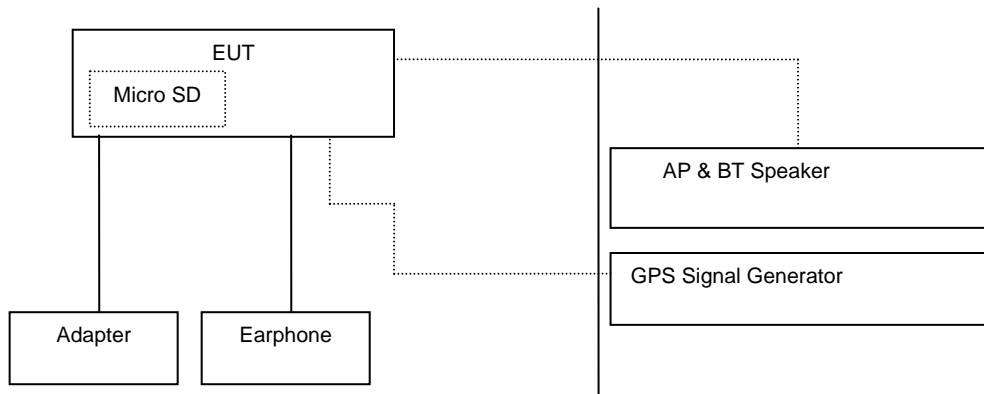 EUT
Micro SD
AP & BT Speaker
GPS Signal Generator
Adapter
Earphone